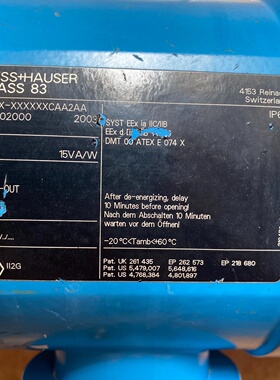 SS+HAUSER
ASS 83
4153 Reinac
Switzerlan
X-XXXXXXCAA2AA
02000 2003
SYST EEx ia IIC/IIB
EEx d
DMT 00 ATEX E 074 X
IP6
15VA/W
-OUT
After de-energizing, delay
10 Minutes before opening!
Nach dem Abschalten 10 Minuten
warten vor dem Öffnen!
-20°C<Tamb<+60°C
II2G
Pat. UK 261 435 EP 262 573 EP 218 680
Pat. US 5,479,007 5,648,616
Pat. US 4,768,384 4,801,897